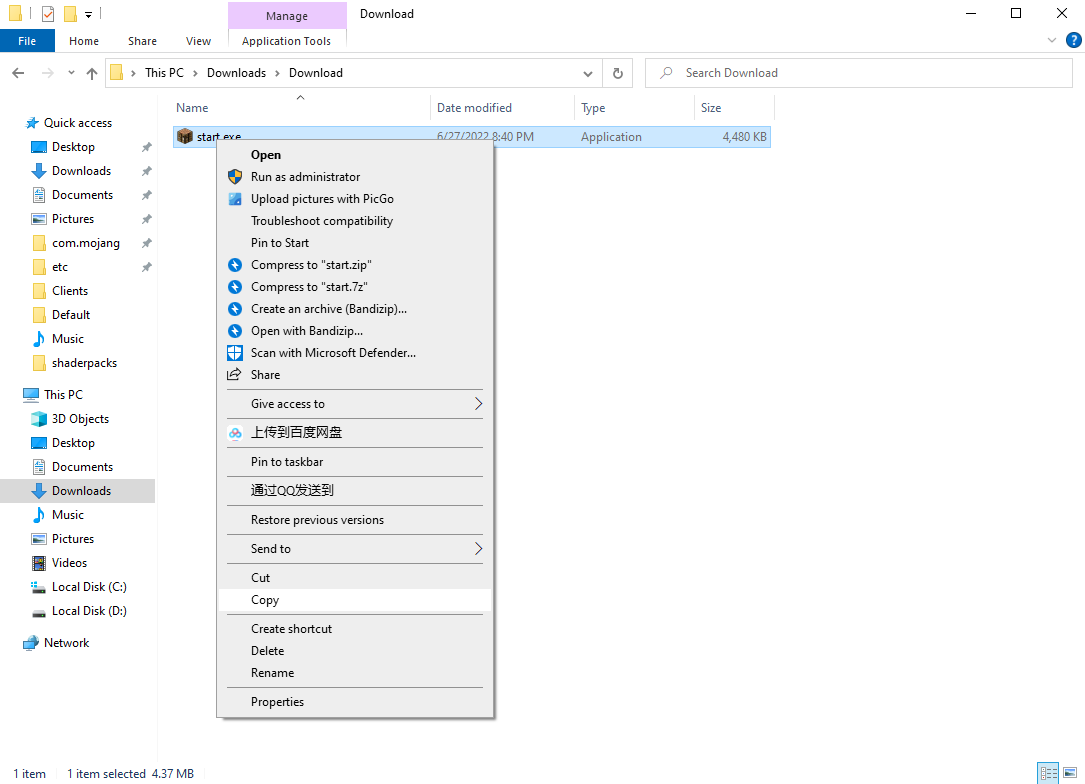 Manage
Download
File
Home
Share
View
Application Tools
This PC
Downloads
Download
Search Download
Name
Date modified
Type
Size
start.exe
6/27/2022 8:40 PM
Application
4,480 KB
Quick access
Desktop
Downloads
Documents
Pictures
com.mojang
etc
Clients
Default
Music
shaderpacks
This PC
3D Objects
Desktop
Documents
Downloads
Music
Pictures
Videos
Local Disk (C:)
Local Disk (D:)
Network
Open
Run as administrator
Upload pictures with PicGo
Troubleshoot compatibility
Pin to Start
Compress to "start.zip"
Compress to "start.7z"
Create an archive (Bandizip)...
Open with Bandizip...
Scan with Microsoft Defender...
Share
Give access to
上传到百度网盘
Pin to taskbar
通过QQ发送到
Restore previous versions
Send to
Cut
Copy
Create shortcut
Delete
Rename
Properties
1 item
1 item selected 4.37 MB